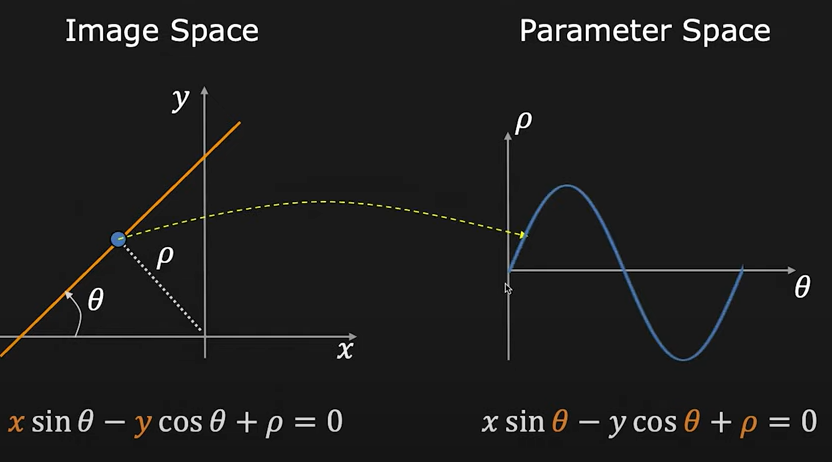 Image Space
Parameter Space
y
ρ
ρ
θ
θ
x
x sin θ − y cos θ + ρ = 0
x sin θ − y cos θ + ρ = 0